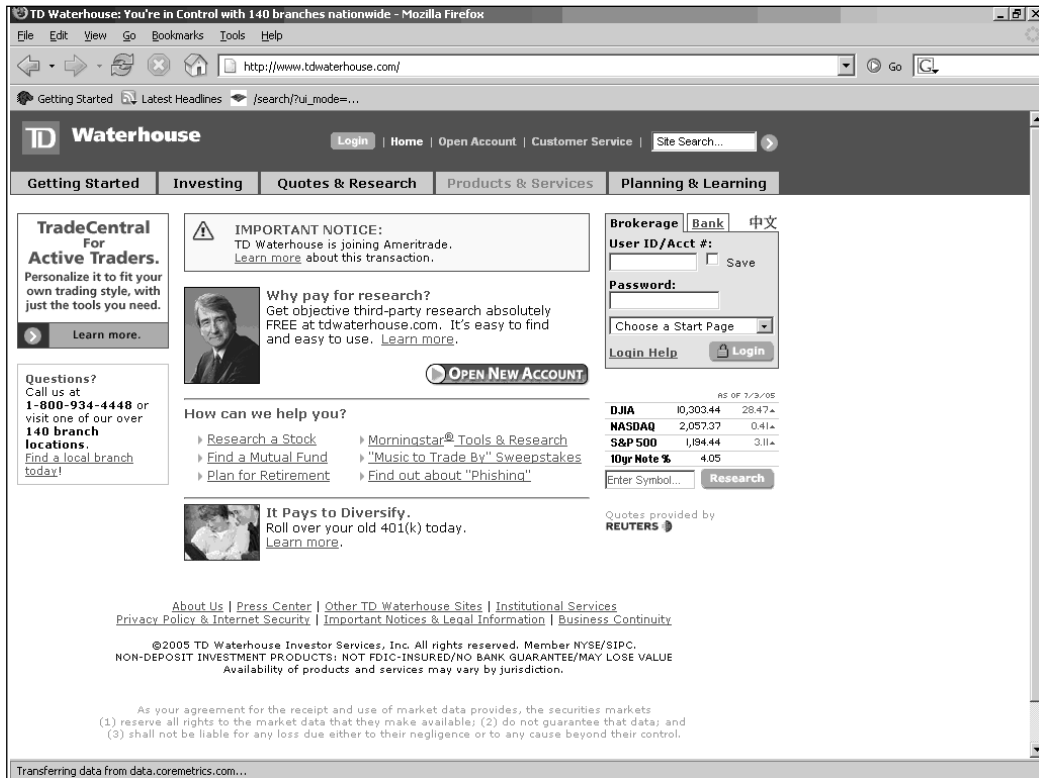 TD Waterhouse: You're in Control with 140 branches nationwide - Mozilla Firefox
File Edit View Go Bookmarks Tools Help
http://www.tdwaterhouse.com/ Go G
Getting Started Latest Headlines /search/?ui_mode=...
TD Waterhouse
Login | Home | Open Account | Customer Service | Site Search...
Getting Started Investing Quotes & Research Products & Services Planning & Learning
TradeCentral
For
Active Traders.
Personalize it to fit your
own trading style, with
just the tools you need.
Learn more.
Questions?
Call us at
1-800-934-4448 or
visit one of our over
140 branch
locations.
Find a local branch
today!
IMPORTANT NOTICE:
TD Waterhouse is joining Ameritrade.
Learn more about this transaction.
Why pay for research?
Get objective third-party research absolutely
FREE at tdwaterhouse.com. It's easy to find
and easy to use. Learn more.
OPEN NEW ACCOUNT
How can we help you?
Research a Stock
Find a Mutual Fund
Plan for Retirement
Morningstar® Tools & Research
"Music to Trade By" Sweepstakes
Find out about "Phishing"
It Pays to Diversify.
Roll over your old 401(k) today.
Learn more.
Brokerage Bank 中文
User ID/Acct #:
Save
Password:
Choose a Start Page
Login Help Login
AS OF 7/3/05
DJIA 10,303.44 28.47
NASDAQ 2,057.37 0.41
S&P 500 1,194.44 3.11
10yr Note % 4.05
Enter Symbol... Research
Quotes provided by
REUTERS
About Us | Press Center | Other TD Waterhouse Sites | Institutional Services
Privacy Policy & Internet Security | Important Notices & Legal Information | Business Continuity
©2005 TD Waterhouse Investor Services, Inc. All rights reserved. Member NYSE/SIPC.
NON-DEPOSIT INVESTMENT PRODUCTS: NOT FDIC-INSURED/NO BANK GUARANTEE/MAY LOSE VALUE
Availability of products and services may vary by jurisdiction.
As your agreement for the receipt and use of market data provides, the securities markets
(1) reserve all rights to the market data that they make available; (2) do not guarantee that data; and
(3) shall not be liable for any loss due either to their negligence or to any cause beyond their control.
Transferring data from data.coremetrics.com...